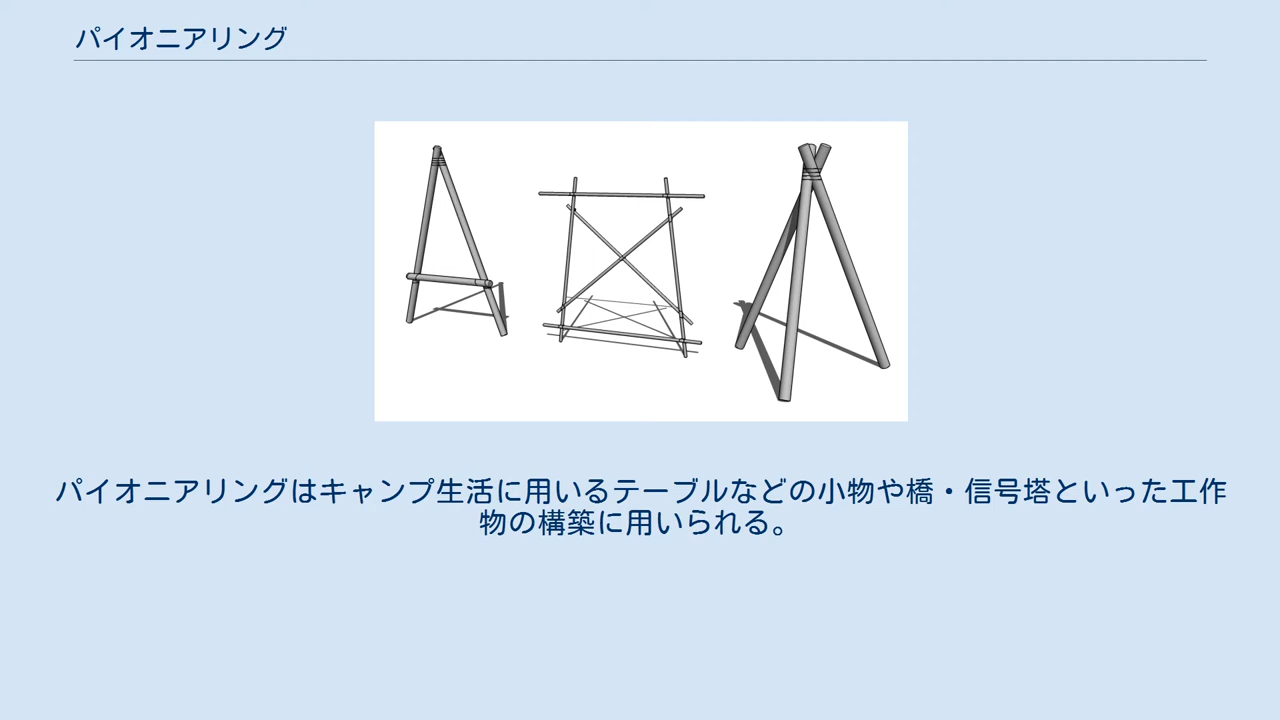 パイオニアリング
パイオニアリングはキャンプ生活に用いるテーブルなどの小物や橋・信号塔といった工作
物の構築に用いられる。